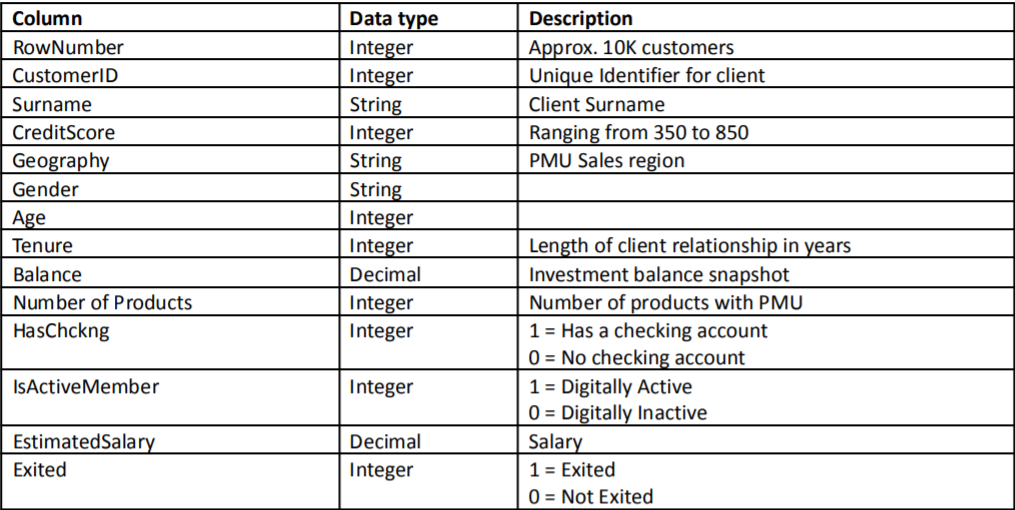 Column Data type Description
RowNumber Integer Approx. 10K customers
CustomerID Integer Unique Identifier for client
Surname String Client Surname
CreditScore Integer Ranging from 350 to 850
Geography String PMU Sales region
Gender String
Age Integer
Tenure Integer Length of client relationship in years
Balance Decimal Investment balance snapshot
Number of Products Integer Number of products with PMU
HasChckng Integer 1 = Has a checking account
0 = No checking account
IsActiveMember Integer 1 = Digitally Active
0 = Digitally Inactive
EstimatedSalary Decimal Salary
Exited Integer 1 = Exited
0 = Not Exited